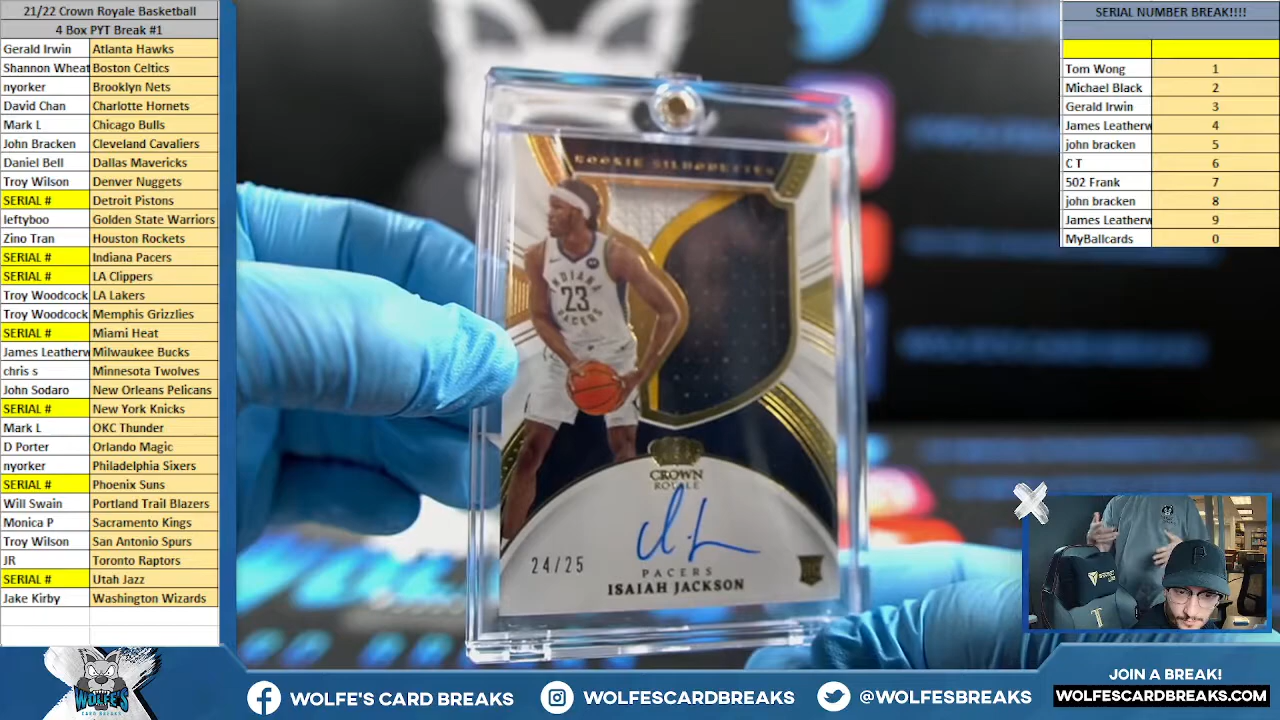 21/22 Crown Royale Basketball
4 Box PYT Break #1
Gerald Irwin Atlanta Hawks
Shannon Wheat Boston Celtics
nyorker Brooklyn Nets
David Chan Charlotte Hornets
Mark L Chicago Bulls
John Bracken Cleveland Cavaliers
Daniel Bell Dallas Mavericks
Troy Wilson Denver Nuggets
SERIAL # Detroit Pistons
leftyboo Golden State Warriors
Zino Tran Houston Rockets
SERIAL # Indiana Pacers
SERIAL # LA Clippers
Troy Woodcock LA Lakers
Troy Woodcock Memphis Grizzlies
SERIAL # Miami Heat
James Leatherw Milwaukee Bucks
chris s Minnesota Twolves
John Sodaro New Orleans Pelicans
SERIAL # New York Knicks
Mark L OKC Thunder
D Porter Orlando Magic
nyorker Philadelphia Sixers
SERIAL # Phoenix Suns
Will Swain Portland Trail Blazers
Monica P Sacramento Kings
Troy Wilson San Antonio Spurs
JR Toronto Raptors
SERIAL # Utah Jazz
Jake Kirby Washington Wizards
ROOKIE SILHOUETTES
INDIANA
23
PACERS
CROWN
ROYALE
24/25
PACERS
ISAIAH JACKSON
SERIAL NUMBER BREAK!!!!
Tom Wong 1
Michael Black 2
Gerald Irwin 3
James Leatherw 4
john bracken 5
C T 6
502 Frank 7
john bracken 8
James Leatherw 9
MyBallcards 0
WOLFE'S
CARD BREAKS
WOLFE'S CARD BREAKS
WOLFESCARDBREAKS
@WOLFESBREAKS
JOIN A BREAK!
WOLFESCARDBREAKS.COM